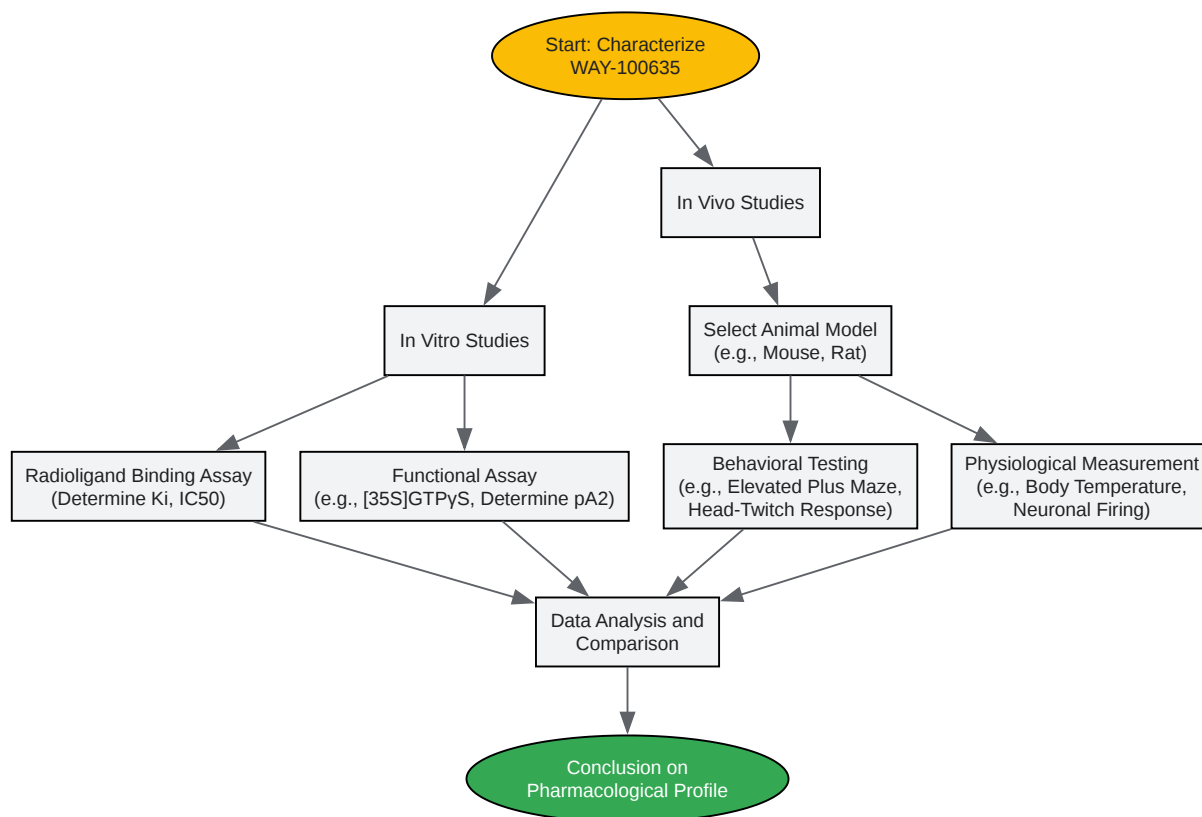 Start: Characterize
WAY-100635
In Vivo Studies
In Vitro Studies
Select Animal Model
(e.g., Mouse, Rat)
Radioligand Binding Assay
(Determine Ki, IC50)
Functional Assay
(e.g., [35S]GTPγS, Determine pA2)
Behavioral Testing
(e.g., Elevated Plus Maze,
Head-Twitch Response)
Physiological Measurement
(e.g., Body Temperature,
Neuronal Firing)
Data Analysis and
Comparison
Conclusion on
Pharmacological Profile